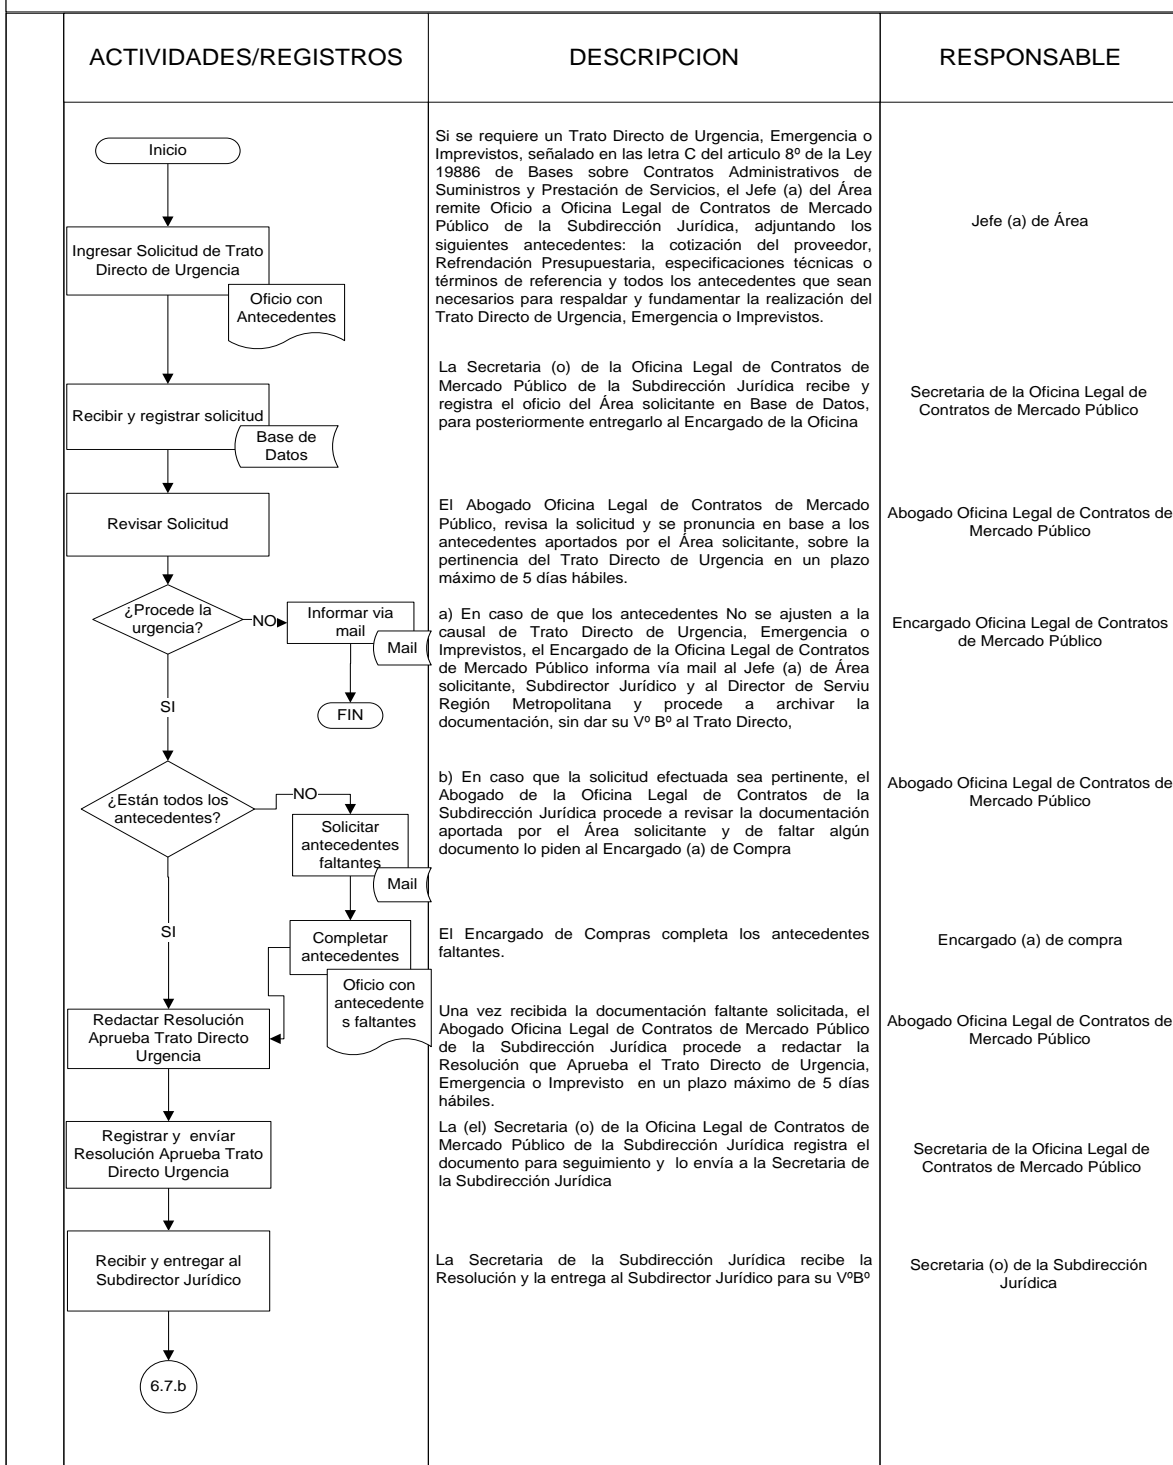 ACTIVIDADES/REGISTROS
DESCRIPCION
RESPONSABLE
Inicio
Si se requiere un Trato Directo de Urgencia, Emergencia o
Imprevistos, señalado en las letra C del articulo 8º de la Ley
19886 de Bases sobre Contratos Administrativos de
Suministros y Prestación de Servicios, el Jefe (a) del Área
remite Oficio a Oficina Legal de Contratos de Mercado
Público de la Subdirección Jurídica, adjuntando los
siguientes antecedentes: la cotización del proveedor,
Refrendación Presupuestaria, especificaciones técnicas o
términos de referencia y todos los antecedentes que sean
necesarios para respaldar y fundamentar la realización del
Trato Directo de Urgencia, Emergencia o Imprevistos.
Jefe (a) de Área
Ingresar Solicitud de Trato
Directo de Urgencia
Oficio con
Antecedentes
Recibir y registrar solicitud
Base de
Datos
La Secretaria (o) de la Oficina Legal de Contratos de
Mercado Público de la Subdirección Jurídica recibe y
registra el oficio del Área solicitante en Base de Datos,
para posteriormente entregarlo al Encargado de la Oficina
Secretaria de la Oficina Legal de
Contratos de Mercado Público
Revisar Solicitud
El Abogado Oficina Legal de Contratos de Mercado
Público, revisa la solicitud y se pronuncia en base a los
antecedentes aportados por el Área solicitante, sobre la
pertinencia del Trato Directo de Urgencia en un plazo
máximo de 5 días hábiles.
Abogado Oficina Legal de Contratos de
Mercado Público
¿Procede la
urgencia?
NO
Informar via
mail
Mail
FIN
SI
a) En caso de que los antecedentes No se ajusten a la
causal de Trato Directo de Urgencia, Emergencia o
Imprevistos, el Encargado de la Oficina Legal de Contratos
de Mercado Público informa vía mail al Jefe (a) de Área
solicitante, Subdirector Jurídico y al Director de Serviu
Región Metropolitana y procede a archivar la
documentación, sin dar su Vº Bº al Trato Directo,
Encargado Oficina Legal de Contratos
de Mercado Público
¿Están todos los
antecedentes?
NO
Solicitar
antecedentes
faltantes
Mail
SI
b) En caso que la solicitud efectuada sea pertinente, el
Abogado de la Oficina Legal de Contratos de la
Subdirección Jurídica procede a revisar la documentación
aportada por el Área solicitante y de faltar algún
documento lo piden al Encargado (a) de Compra
Abogado Oficina Legal de Contratos de
Mercado Público
Completar
antecedentes
Oficio con
antecedente
s faltantes
El Encargado de Compras completa los antecedentes
faltantes.
Encargado (a) de compra
Redactar Resolución
Aprueba Trato Directo
Urgencia
Una vez recibida la documentación faltante solicitada, el
Abogado Oficina Legal de Contratos de Mercado Público
de la Subdirección Jurídica procede a redactar la
Resolución que Aprueba el Trato Directo de Urgencia,
Emergencia o Imprevisto en un plazo máximo de 5 días
hábiles.
Abogado Oficina Legal de Contratos de
Mercado Público
Registrar y envíar
Resolución Aprueba Trato
Directo Urgencia
La (el) Secretaria (o) de la Oficina Legal de Contratos de
Mercado Público de la Subdirección Jurídica registra el
documento para seguimiento y lo envía a la Secretaria de
la Subdirección Jurídica
Secretaria de la Oficina Legal de
Contratos de Mercado Público
Recibir y entregar al
Subdirector Jurídico
La Secretaria de la Subdirección Jurídica recibe la
Resolución y la entrega al Subdirector Jurídico para su VºBº
Secretaria (o) de la Subdirección
Jurídica
6.7.b